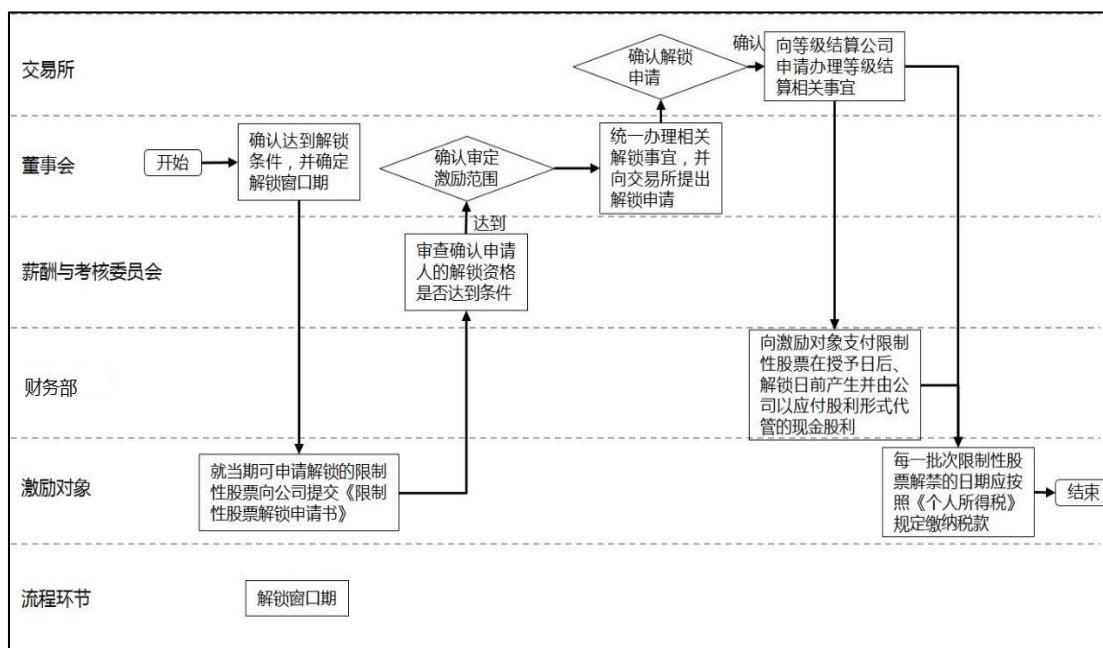 交易所
确认解锁
申请
确认
向等级结算公司
申请办理等级结
算相关事宜
董事会
开始
确认达到解锁
条件，并确定
解锁窗口期
确认审定
激励范围
统一办理相关
解锁事宜，并
向交易所提出
解锁申请
达到
薪酬与考核委员会
审查确认申请
人的解锁资格
是否达到条件
财务部
向激励对象支付限制
性股票在授予日后、
解锁日前产生并由公
司以应付股利形式代
管的现金股利
激励对象
就当期可申请解锁的限制
性股票向公司提交《限制
性股票解锁申请书》
每一批次限制性股
票解禁的日期应按
照《个人所得税》
规定缴纳税款
结束
流程环节
解锁窗口期